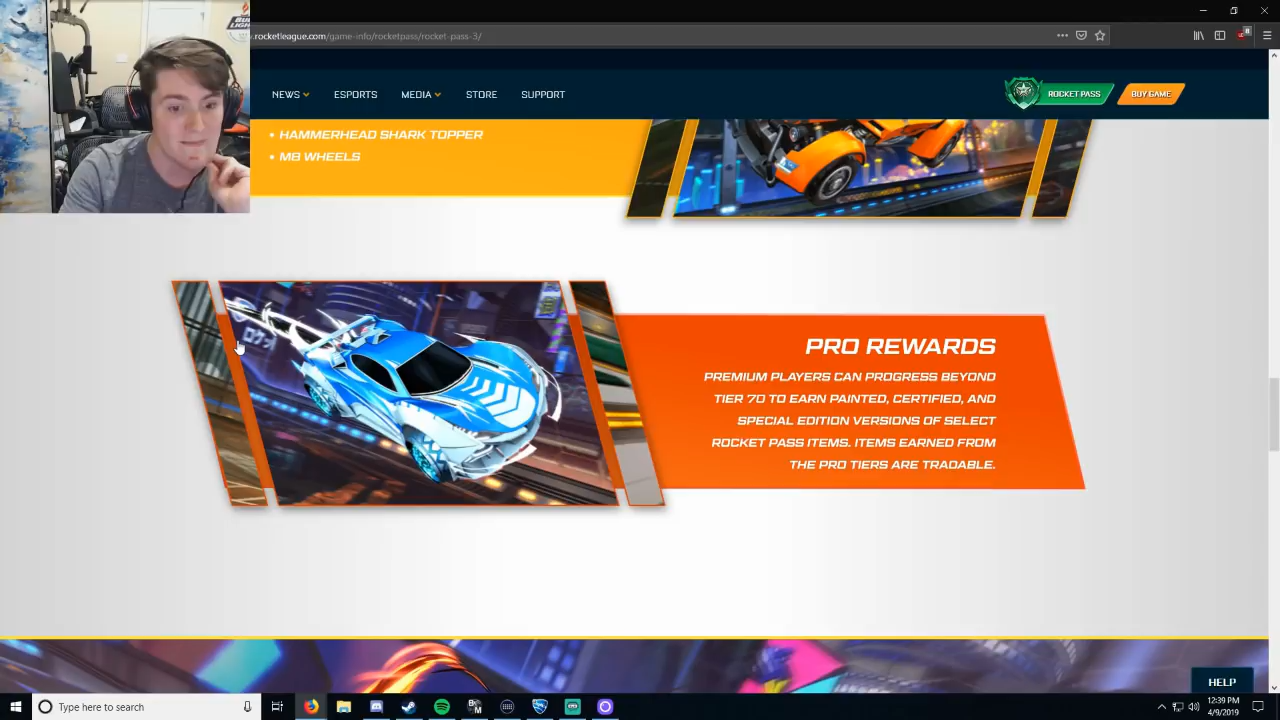 BUD
LIGHT
.rocketleague.com/game-info/rocketpass/rocket-pass-3/
NEWS
ESPORTS
MEDIA
STORE
SUPPORT
ROCKET PASS
BUY GAME
• HAMMERHEAD SHARK TOPPER
• MB WHEELS
PRO REWARDS
PREMIUM PLAYERS CAN PROGRESS BEYOND
TIER 70 TO EARN PAINTED, CERTIFIED, AND
SPECIAL EDITION VERSIONS OF SELECT
ROCKET PASS ITEMS. ITEMS EARNED FROM
THE PRO TIERS ARE TRADABLE.
HELP
Type here to search
12:39 PM
4/9/2019